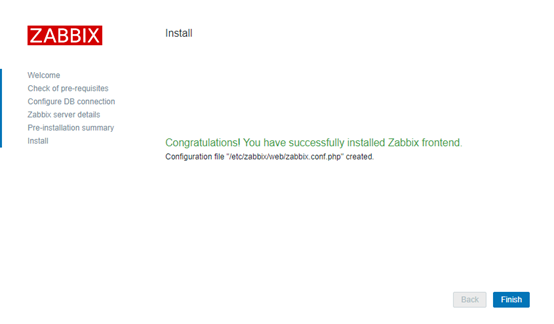 ZABBIX
Install
Welcome
Check of pre-requisites
Configure DB connection
Zabbix server details
Pre-installation summary
Install
Congratulations! You have successfully installed Zabbix frontend.
Configuration file "/etc/zabbix/web/zabbix.conf.php" created.
Back
Finish